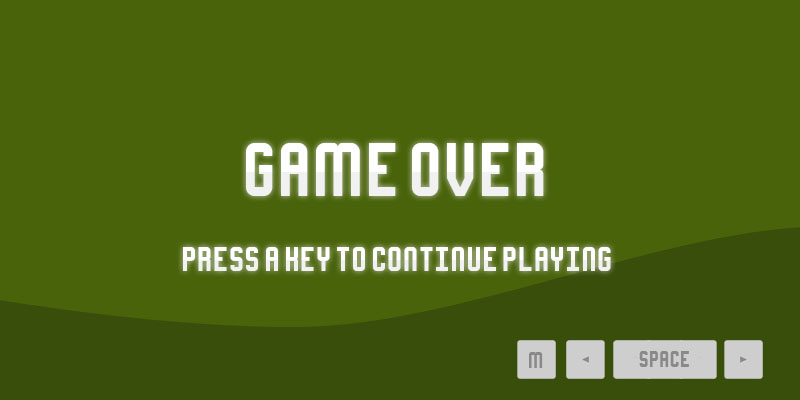 GAME OVER
PRESS A KEY TO CONTINUE PLAYING
M ◄ SPACE ►